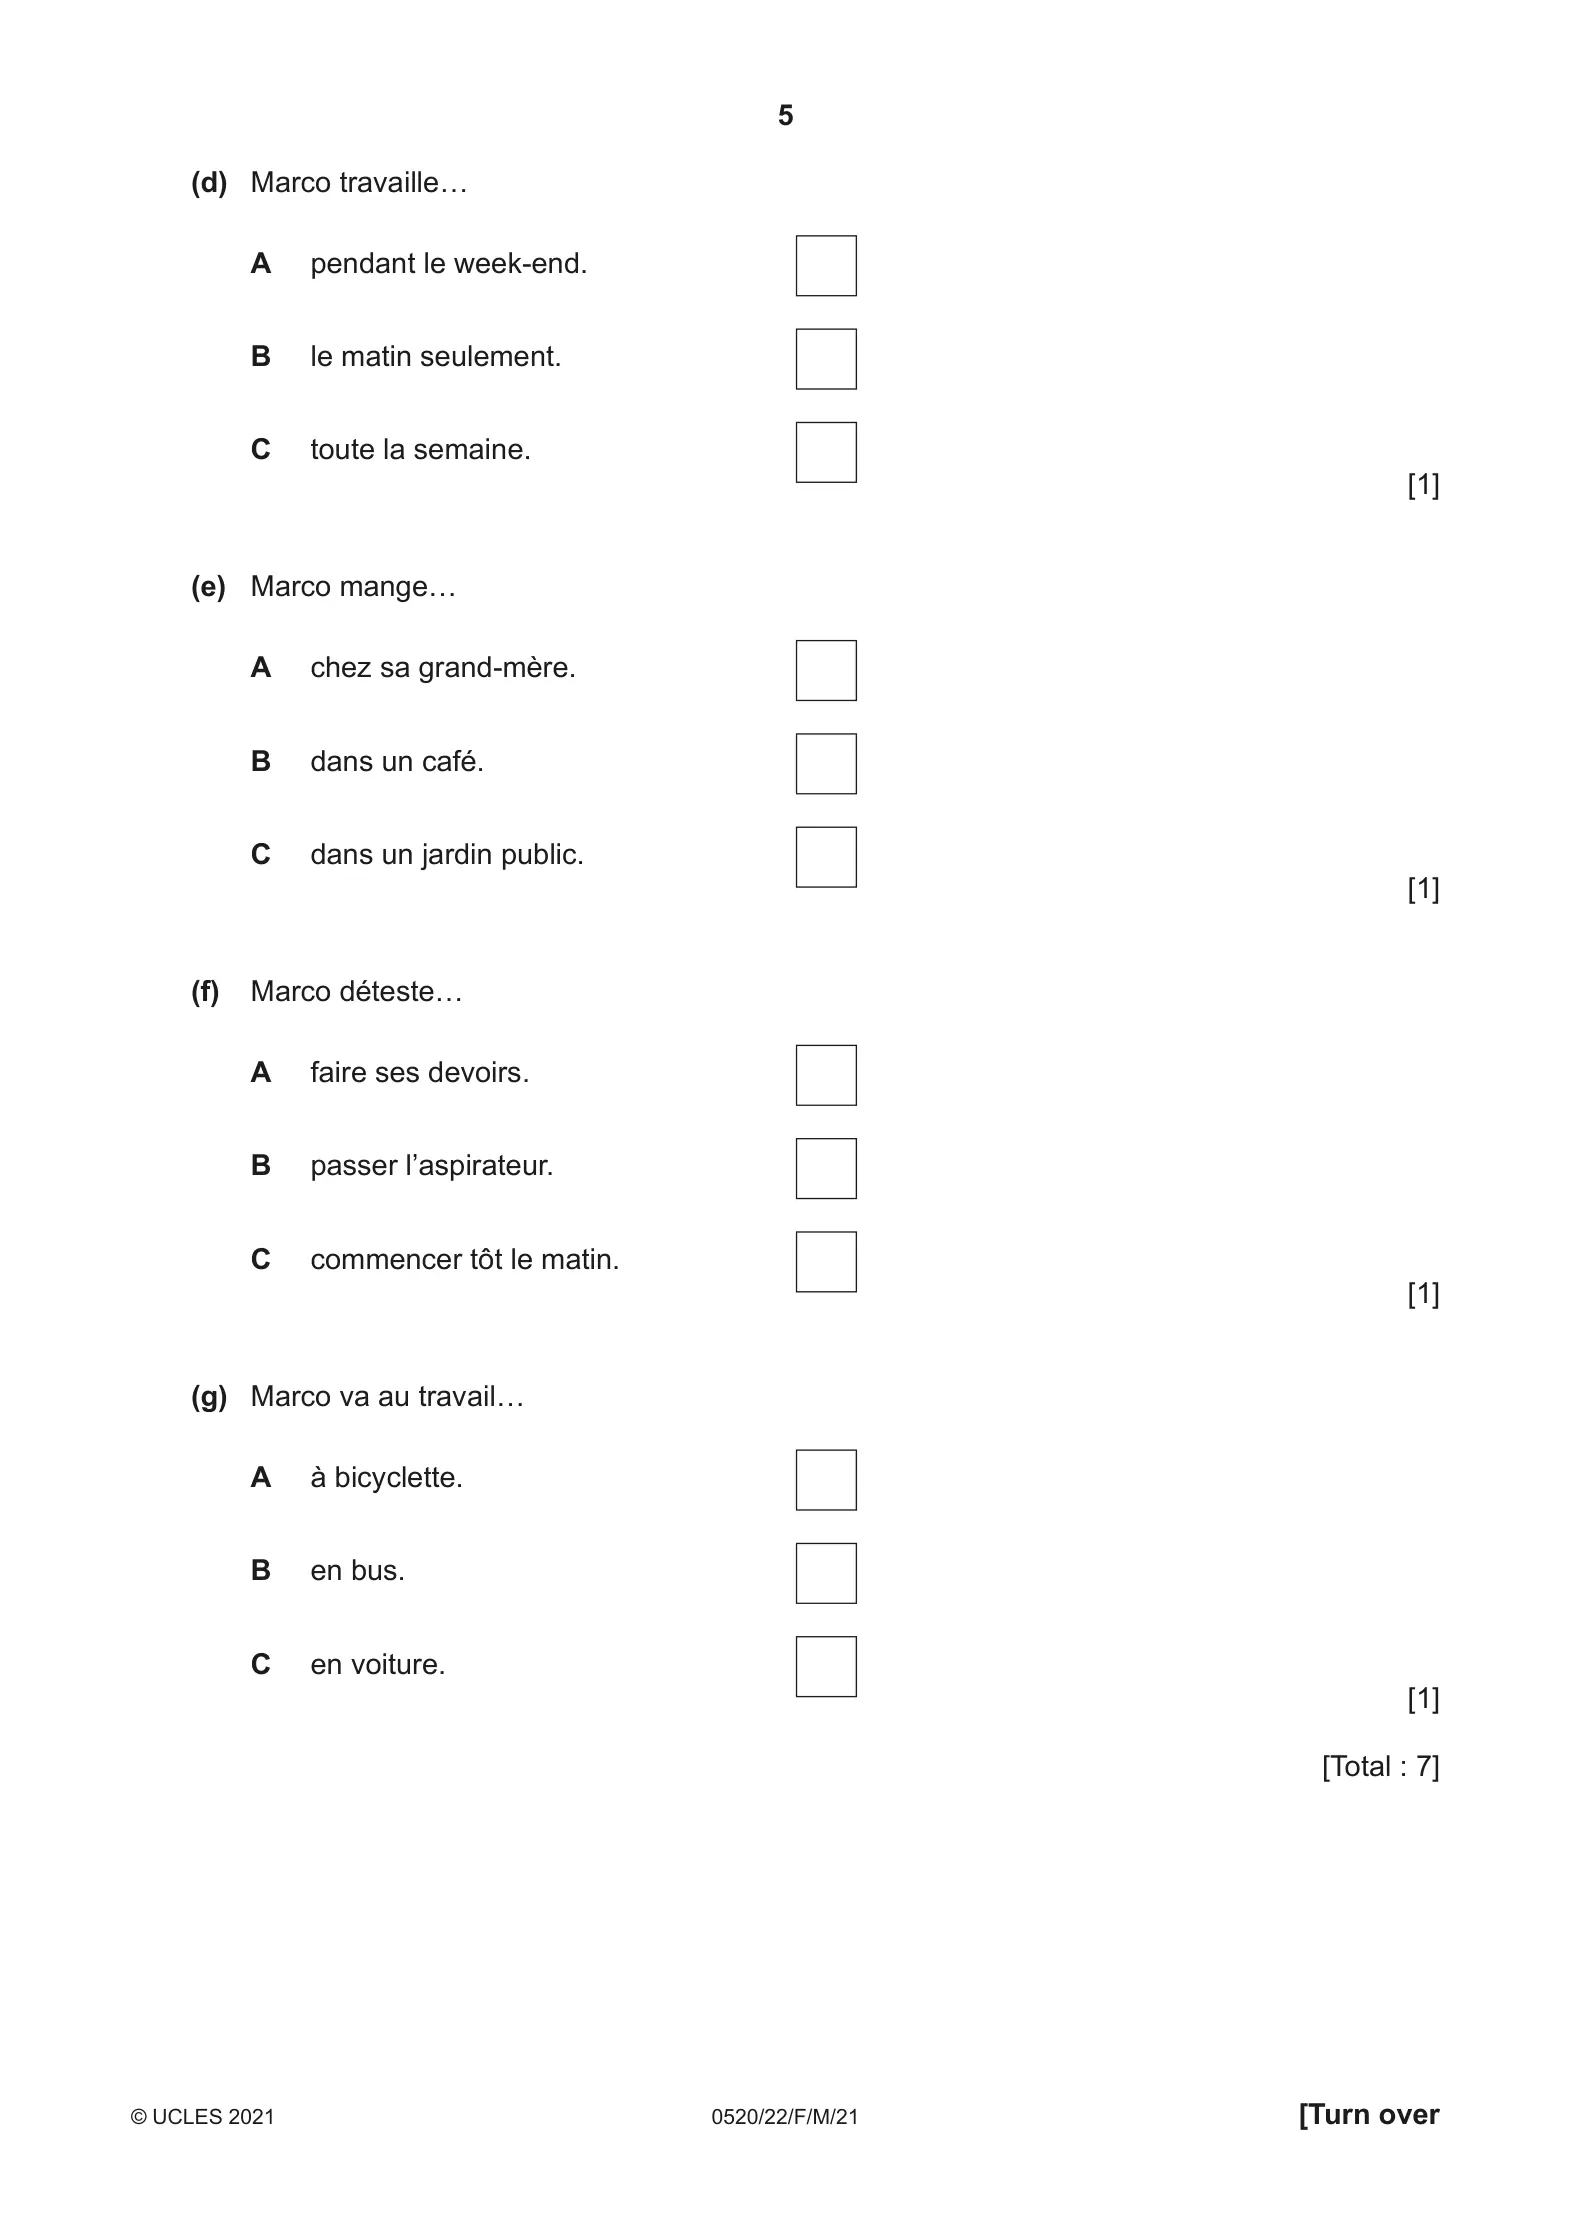 5
(d) Marco travaille…
A pendant le week-end.
B le matin seulement.
C toute la semaine.
[1]
(e) Marco mange…
A chez sa grand-mère.
B dans un café.
C dans un jardin public.
[1]
(f) Marco déteste…
A faire ses devoirs.
B passer l’aspirateur.
C commencer tôt le matin.
[1]
(g) Marco va au travail…
A à bicyclette.
B en bus.
C en voiture.
[1]
[Total : 7]
© UCLES 2021 0520/22/F/M/21 [Turn over